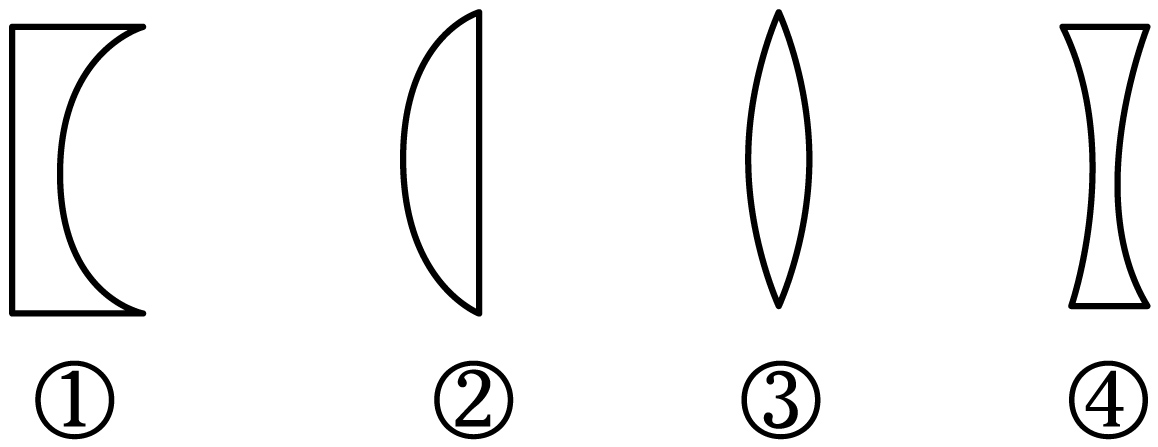 ① ② ③ ④